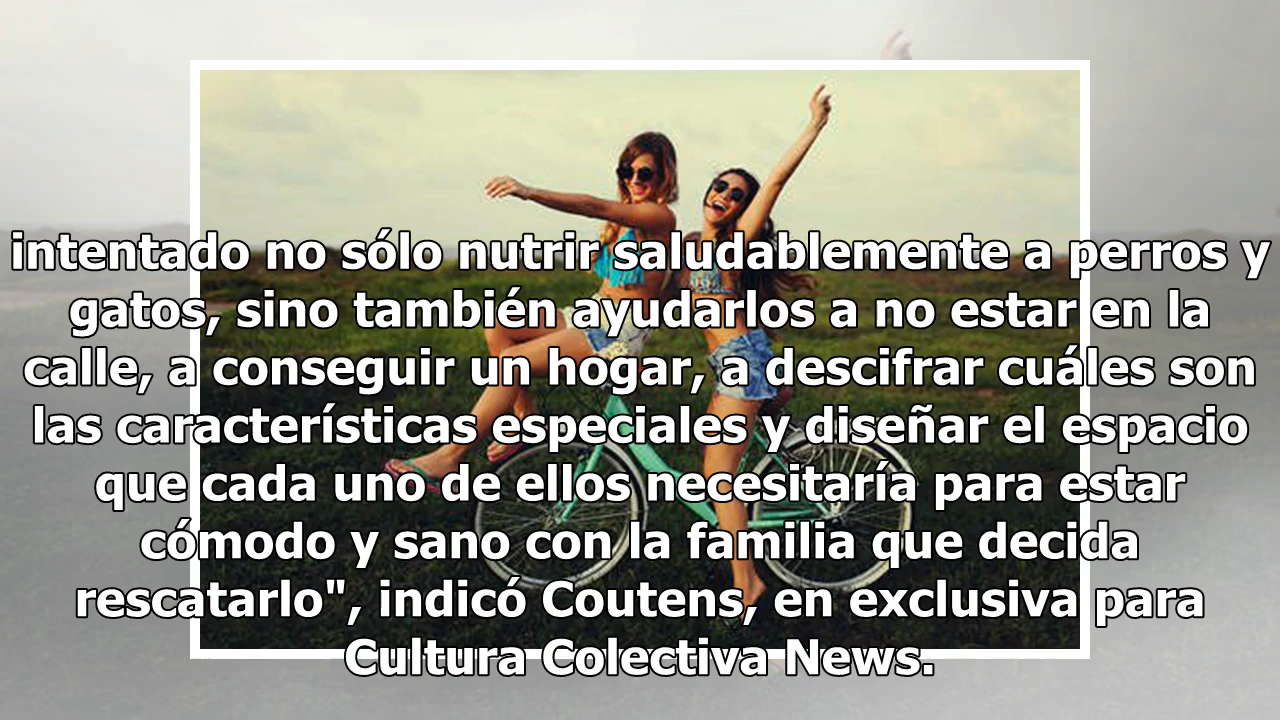 intentado no sólo nutrir saludablemente a perros y
gatos, sino también ayudarlos a no estar en la
calle, a conseguir un hogar, a descifrar cuáles son
las características especiales y diseñar el espacio
que cada uno de ellos necesitaría para estar
cómodo y sano con la familia que decida
rescatarlo", indicó Coutens, en exclusiva para
Cultura Colectiva News.